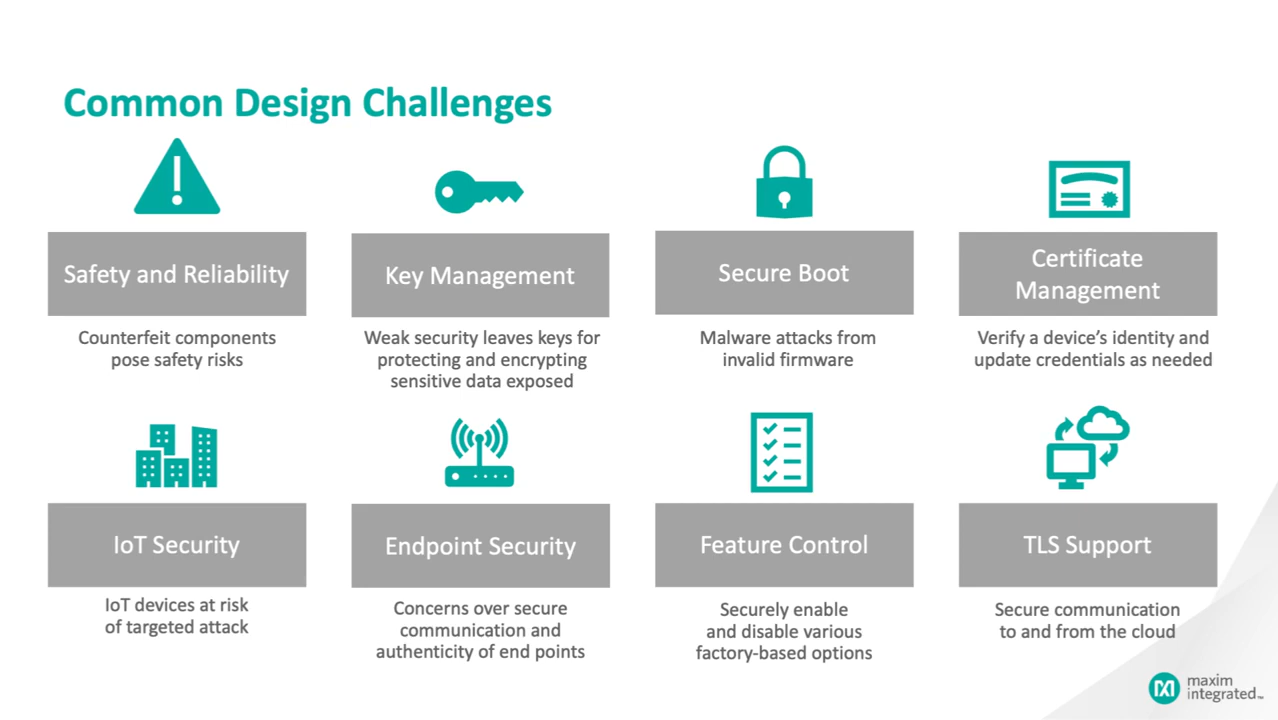 Common Design Challenges
Safety and Reliability
Counterfeit components
pose safety risks
Key Management
Weak security leaves keys for
protecting and encrypting
sensitive data exposed
Secure Boot
Malware attacks from
invalid firmware
Certificate
Management
Verify a device’s identity and
update credentials as needed
IoT Security
IoT devices at risk
of targeted attack
Endpoint Security
Concerns over secure
communication and
authenticity of end points
Feature Control
Securely enable
and disable various
factory-based options
TLS Support
Secure communication
to and from the cloud
maxim
integrated™